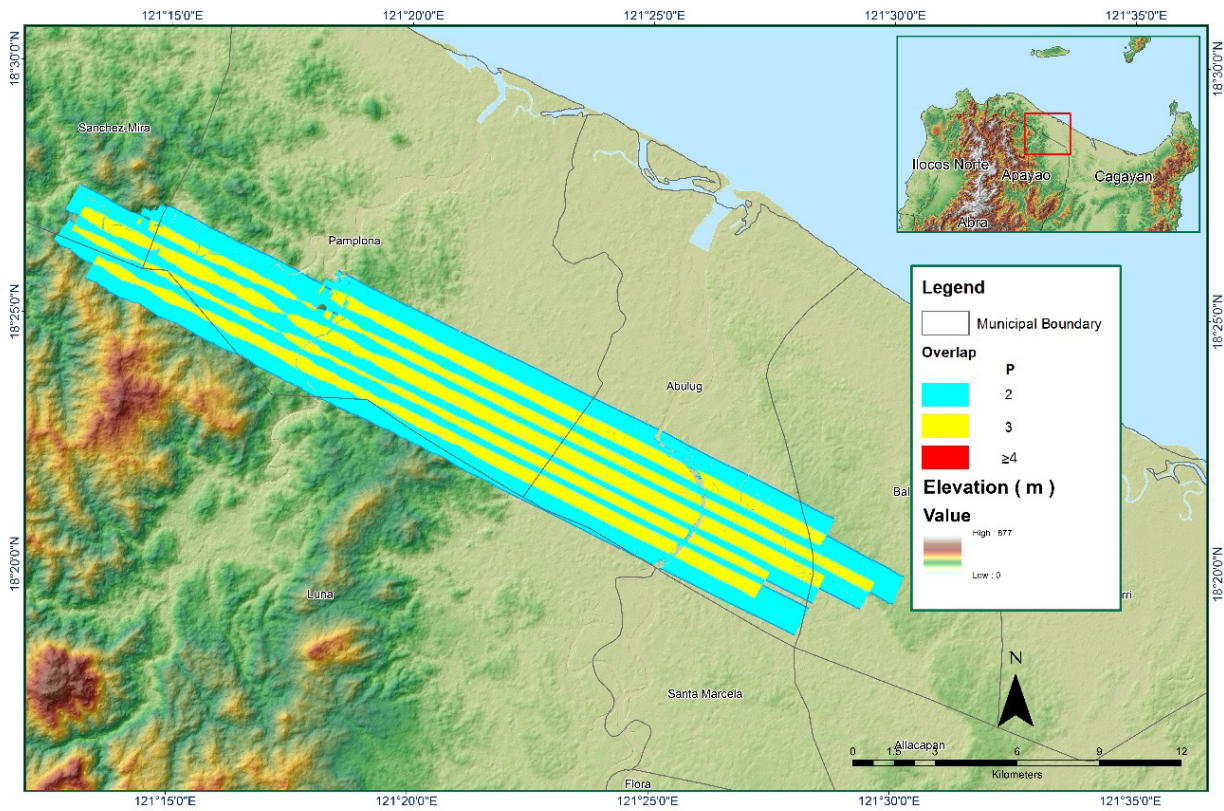 121°15'0"E
121°20'0"E
121°25'0"E
121°30'0"E
121°35'0"E
18°30'0"N
18°30'0"N
Sanchez-Mira
Ilocos Norte
Apayao
Cagayan
Abra
Pamplona
18°25'0"N
18°25'0"N
Legend
Municipal Boundary
Overlap
P
2
3
≥4
Elevation ( m )
Value
High : 877
Low : 0
Abulug
Bal
18°20'0"N
18°20'0"N
Luna
rri
Santa Marcela
N
Allacapan
0 1.5 3 6 9 12
Kilometers
Flora
121°15'0"E
121°20'0"E
121°25'0"E
121°30'0"E
121°35'0"E